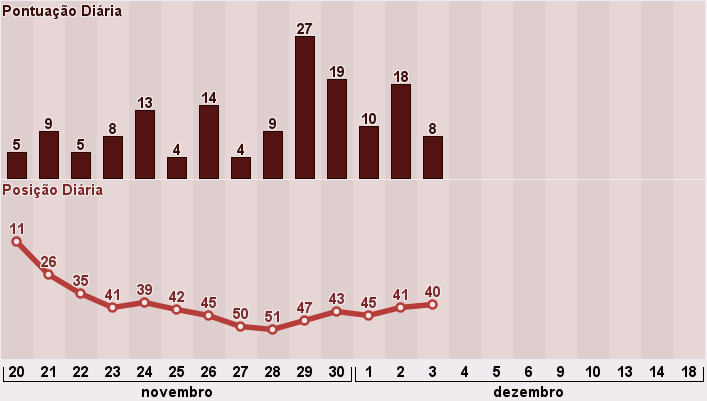 Pontuação Diária
5 9 5 8 13 4 14 4 9 27 19 10 18 8
Posição Diária
11 26 35 41 39 42 45 50 51 47 43 45 41 40
20 21 22 23 24 25 26 27 28 29 30 1 2 3 4 5 6 9 10 13 14 18
novembro dezembro